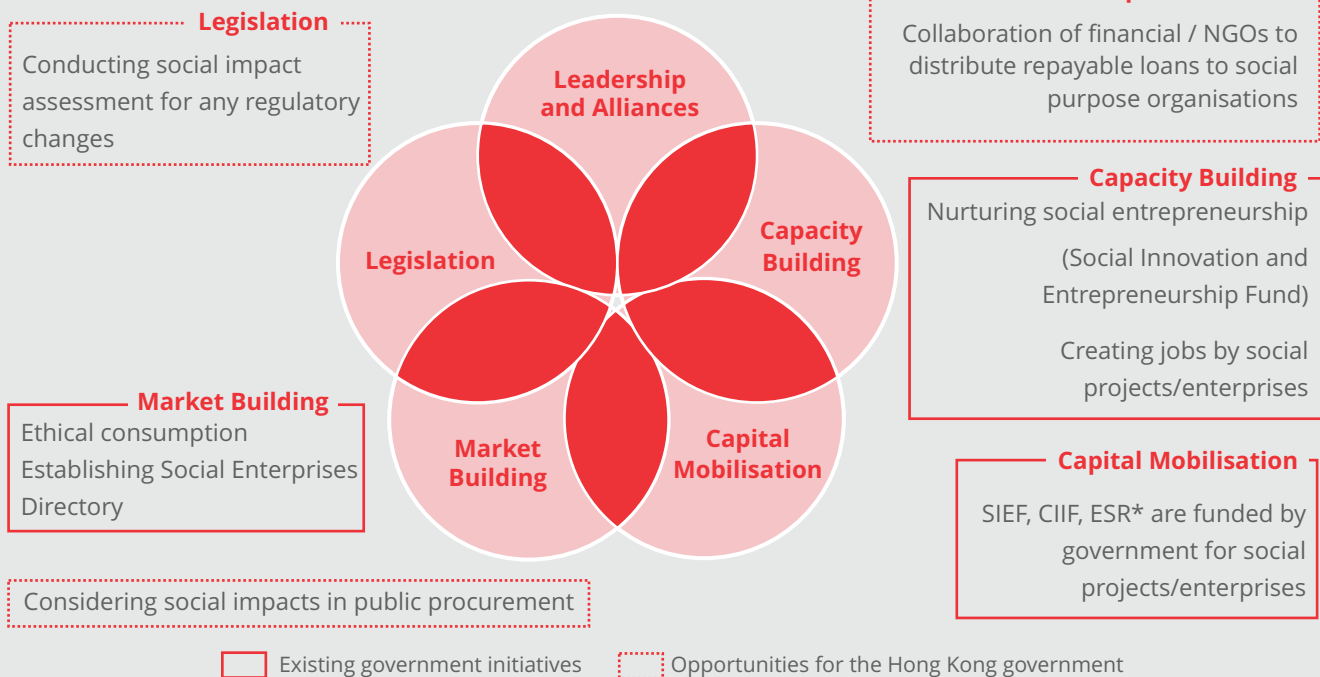 Legislation
Conducting social impact
assessment for any regulatory
changes
Collaboration of financial / NGOs to
distribute repayable loans to social
purpose organisations
Leadership
and Alliances
Legislation
Capacity
Building
Market
Building
Capital
Mobilisation
Capacity Building
Nurturing social entrepreneurship
(Social Innovation and
Entrepreneurship Fund)
Creating jobs by social
projects/enterprises
Market Building
Ethical consumption
Establishing Social Enterprises
Directory
Capital Mobilisation
SIEF, CIIF, ESR* are funded by
government for social
projects/enterprises
Considering social impacts in public procurement
Existing government initiatives
Opportunities for the Hong Kong government